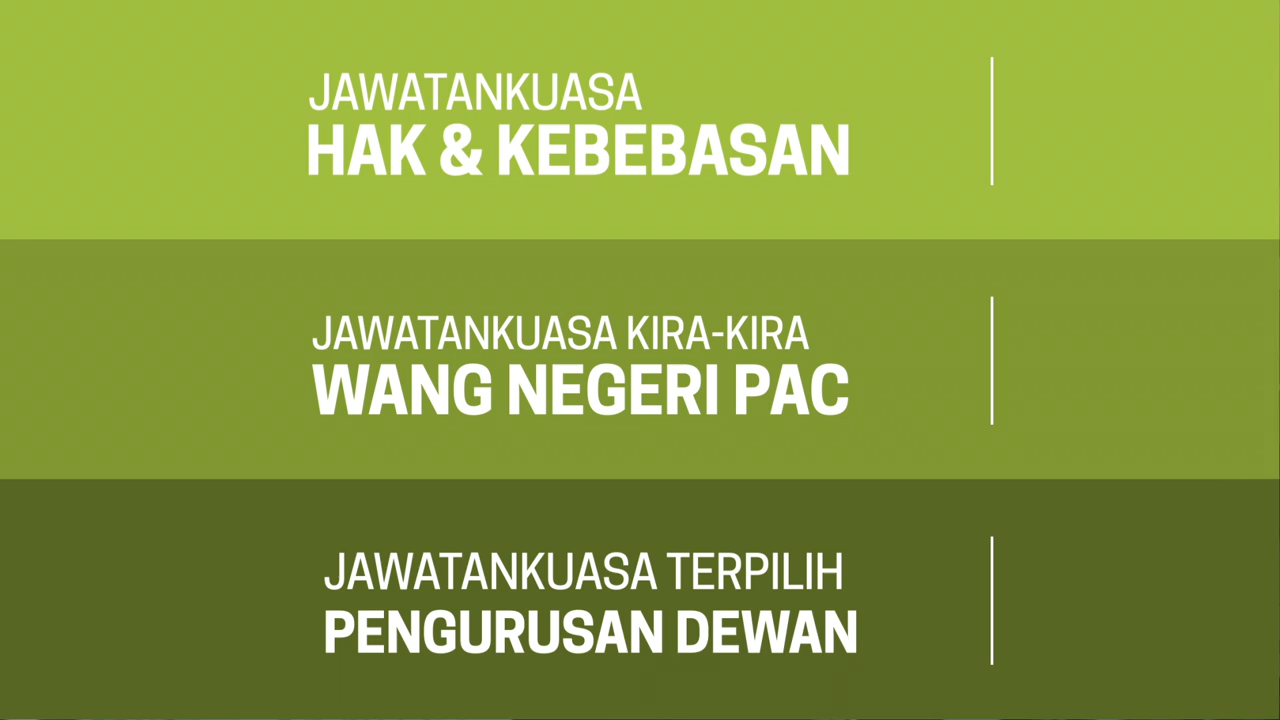 JAWATANKUASA
HAK & KEBEBASAN
JAWATANKUASA KIRA-KIRA
WANG NEGERI PAC
JAWATANKUASA TERPILIH
PENGURUSAN DEWAN